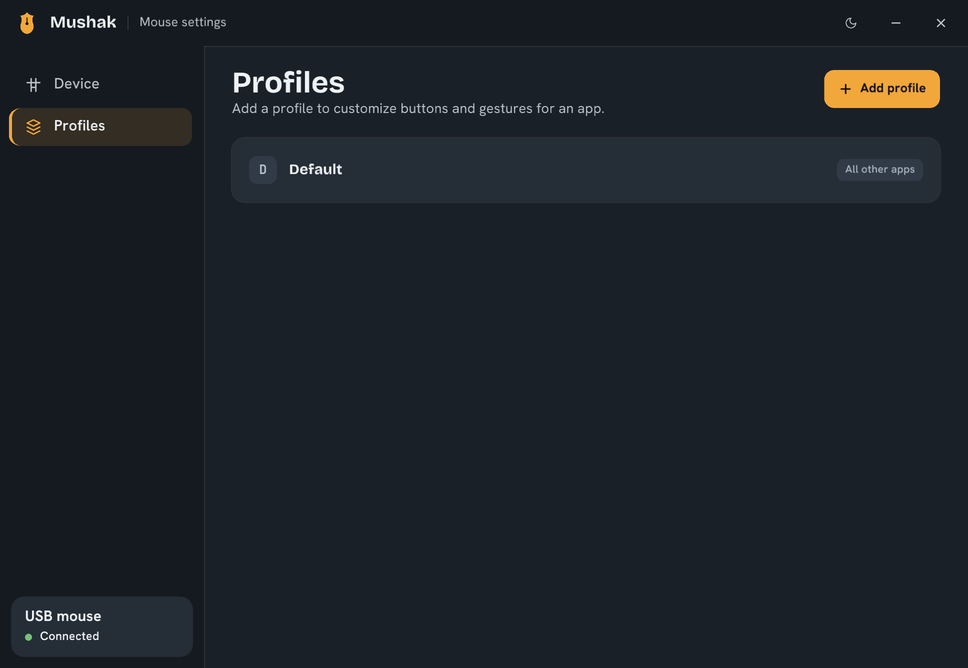 Mushak
Mouse settings
Device
Profiles
Profiles
Add a profile to customize buttons and gestures for an app.
Add profile
D
Default
All other apps
USB mouse
Connected